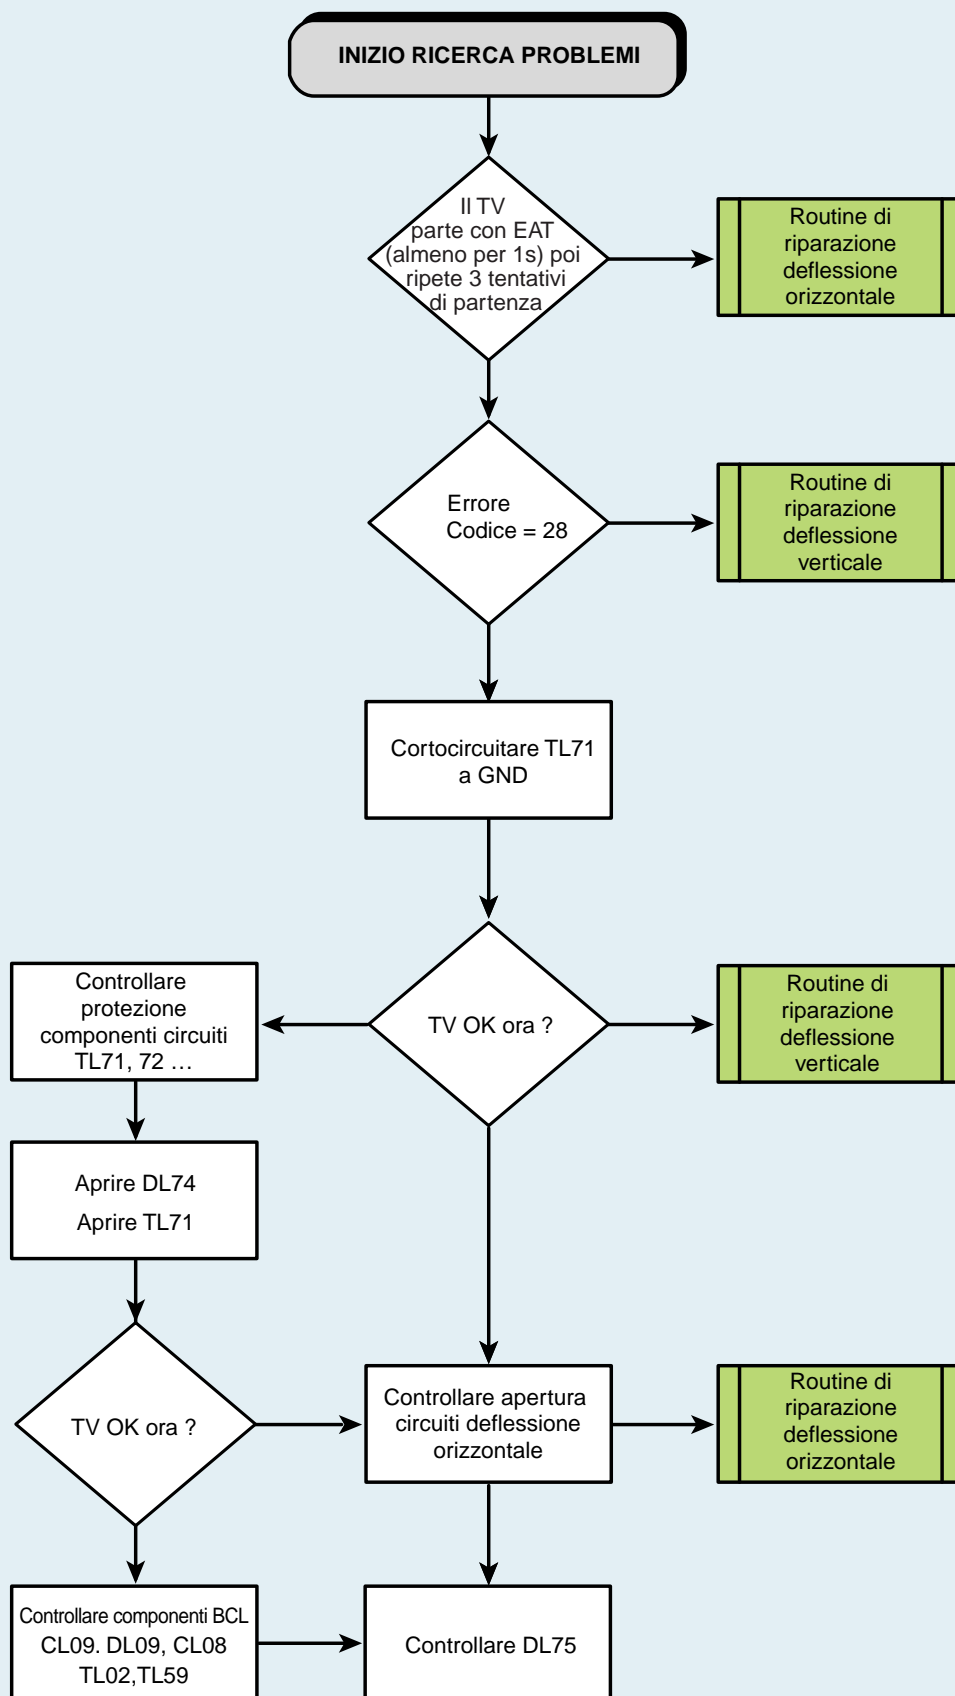 INIZIO RICERCA PROBLEMI
Il TV
parte con EAT
(almeno per 1s) poi
ripete 3 tentativi
di partenza
Routine di
riparazione
deflessione
orizzontale
Errore
Codice = 28
Routine di
riparazione
deflessione
verticale
Cortocircuitare TL71
a GND
Controllare
protezione
componenti circuiti
TL71, 72 ...
TV OK ora ?
Routine di
riparazione
deflessione
verticale
Aprire DL74
Aprire TL71
TV OK ora ?
Controllare apertura
circuiti deflessione
orizzontale
Routine di
riparazione
deflessione
orizzontale
Controllare componenti BCL
CL09. DL09, CL08
TL02,TL59
Controllare DL75